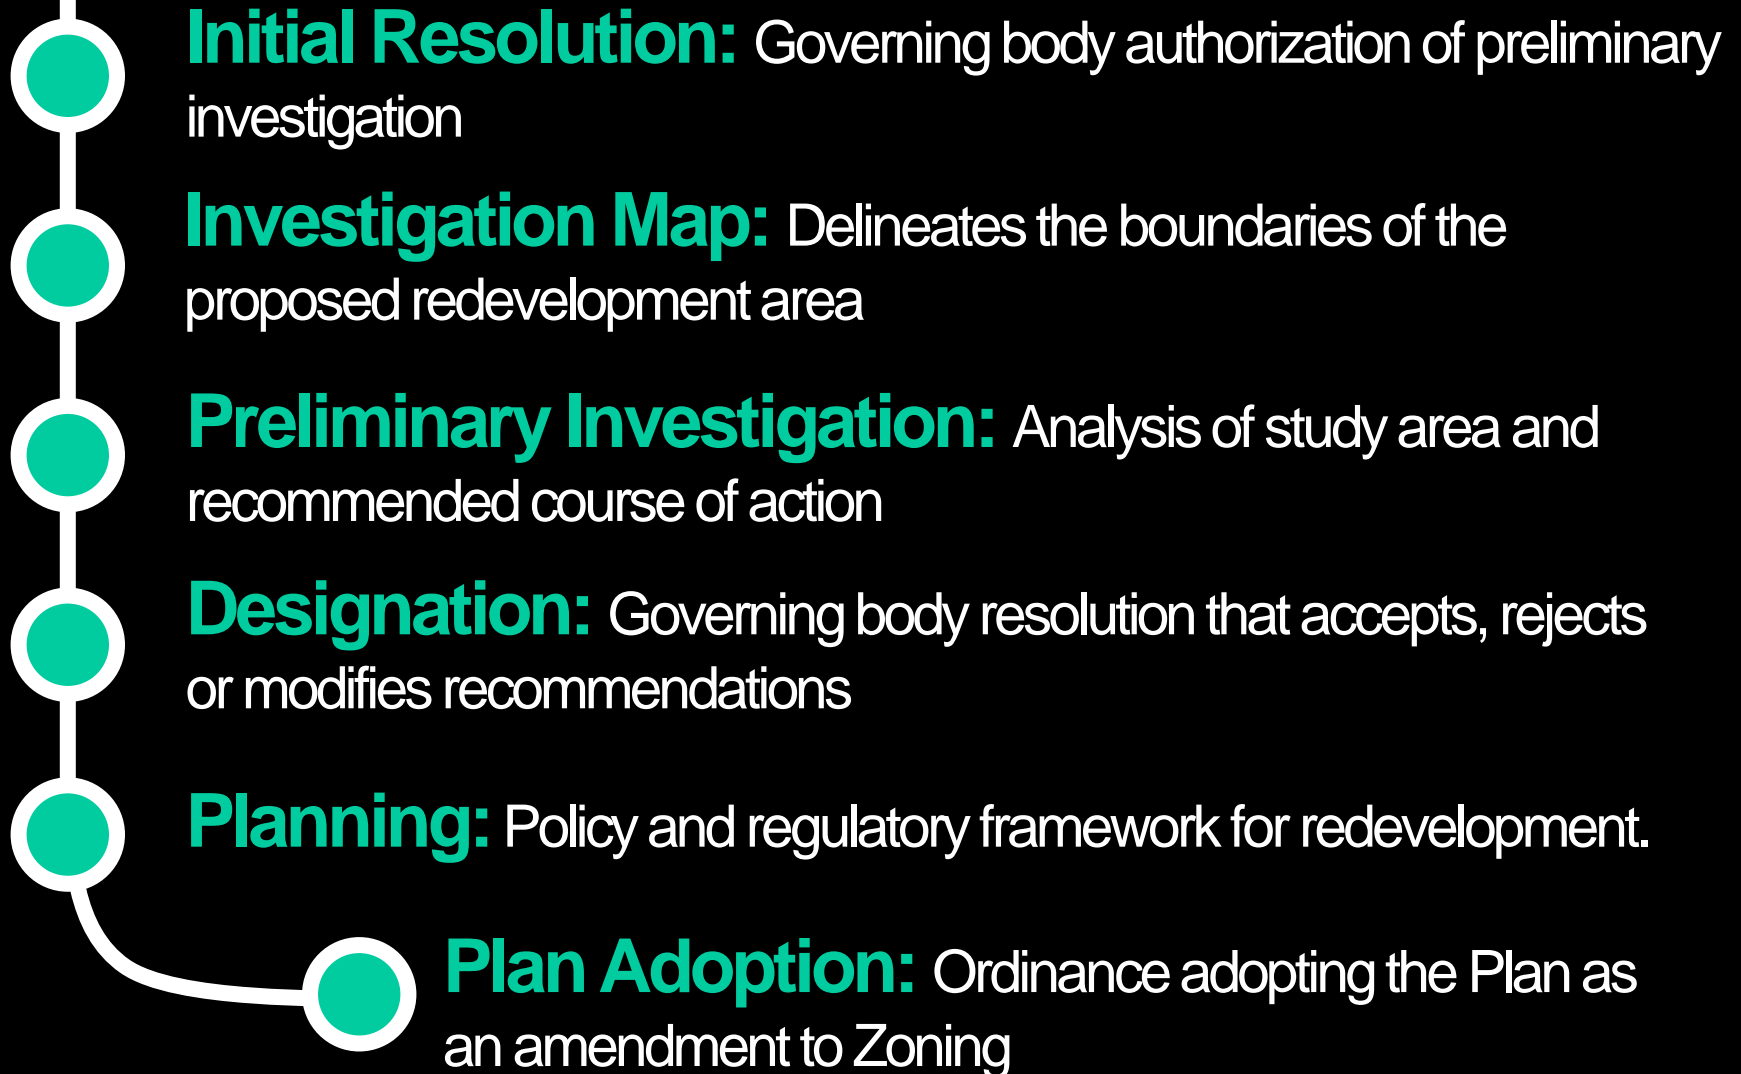 Initial Resolution: Governing body authorization of preliminary
investigation
Investigation Map: Delineates the boundaries of the
proposed redevelopment area
Preliminary Investigation: Analysis of study area and
recommended course of action
Designation: Governing body resolution that accepts, rejects
or modifies recommendations
Planning: Policy and regulatory framework for redevelopment.
Plan Adoption: Ordinance adopting the Plan as
an amendment to Zoning